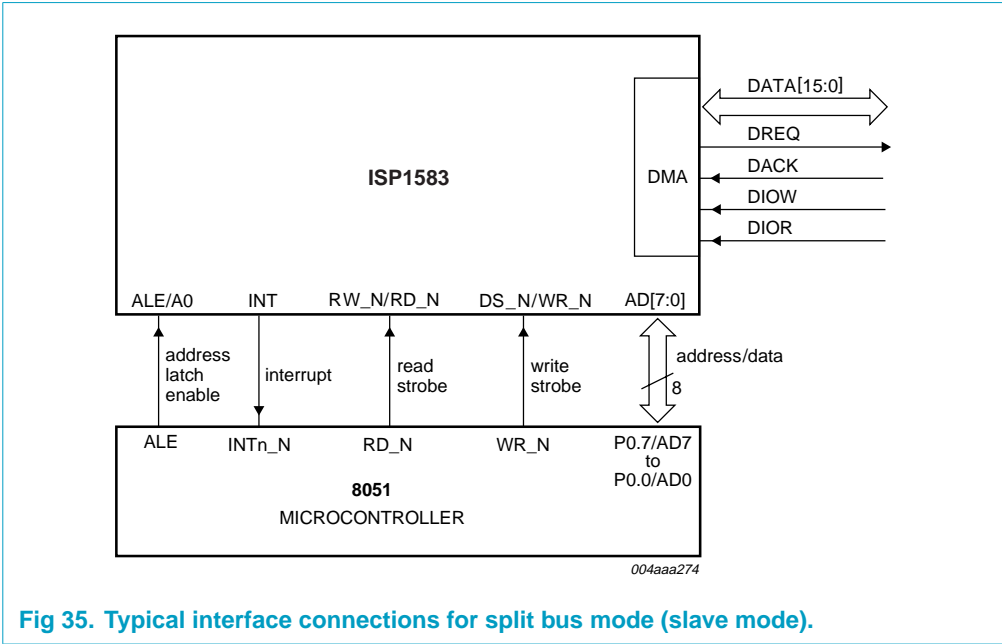 DATA[15:0]
DREQ
ISP1583
DMA
DACK
DIOW
DIOR
ALE/A0
INT
RW_N/RD_N
DS_N/WR_N
AD[7:0]
address
latch
enable
interrupt
read
strobe
write
strobe
address/data
8
ALE
INTn_N
RD_N
WR_N
P0.7/AD7
to
P0.0/AD0
8051
MICROCONTROLLER
004aaa274
Fig 35. Typical interface connections for split bus mode (slave mode).